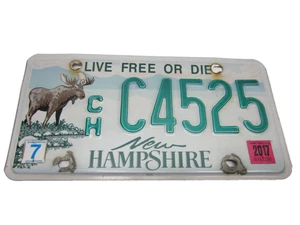 LIVE FREE OR DIE
CH C4525
New
HAMPSHIRE
7
2017